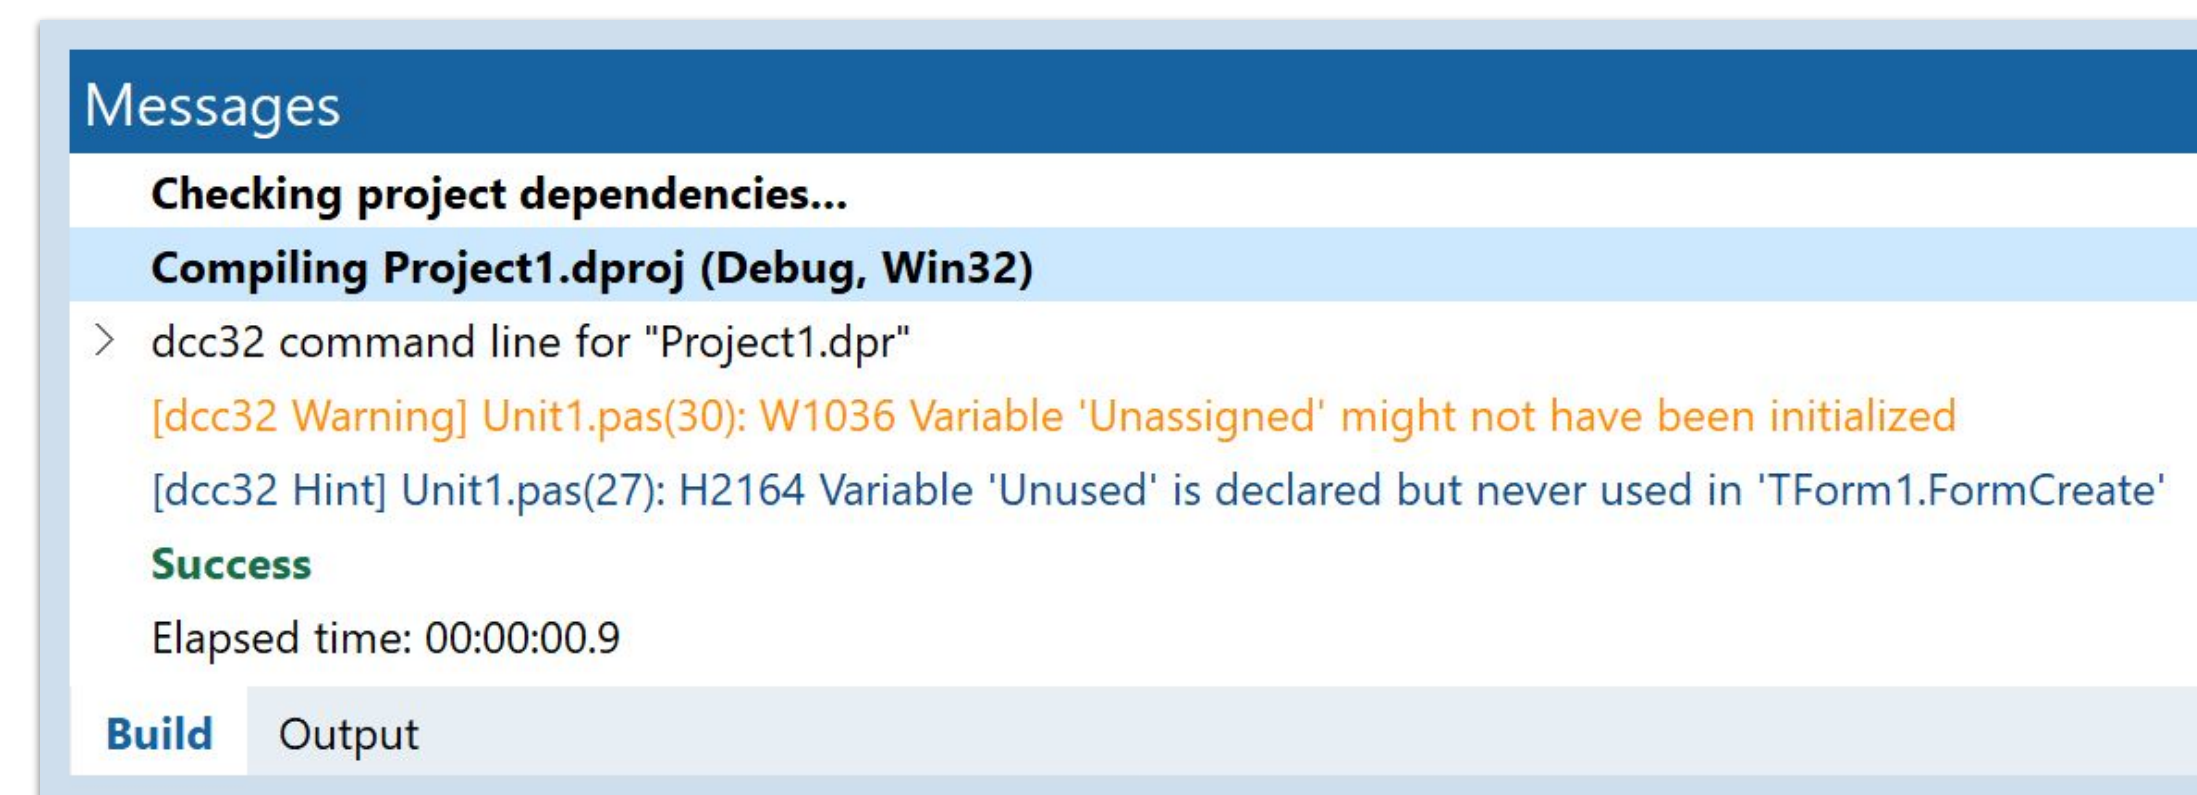 Messages
Checking project dependencies...
Compiling Project1.dproj (Debug, Win32)
dcc32 command line for "Project1.dpr"
[dcc32 Warning] Unit1.pas(30): W1036 Variable 'Unassigned' might not have been initialized
[dcc32 Hint] Unit1.pas(27): H2164 Variable 'Unused' is declared but never used in 'TForm1.FormCreate'
Success
Elapsed time: 00:00:00.9
Build Output